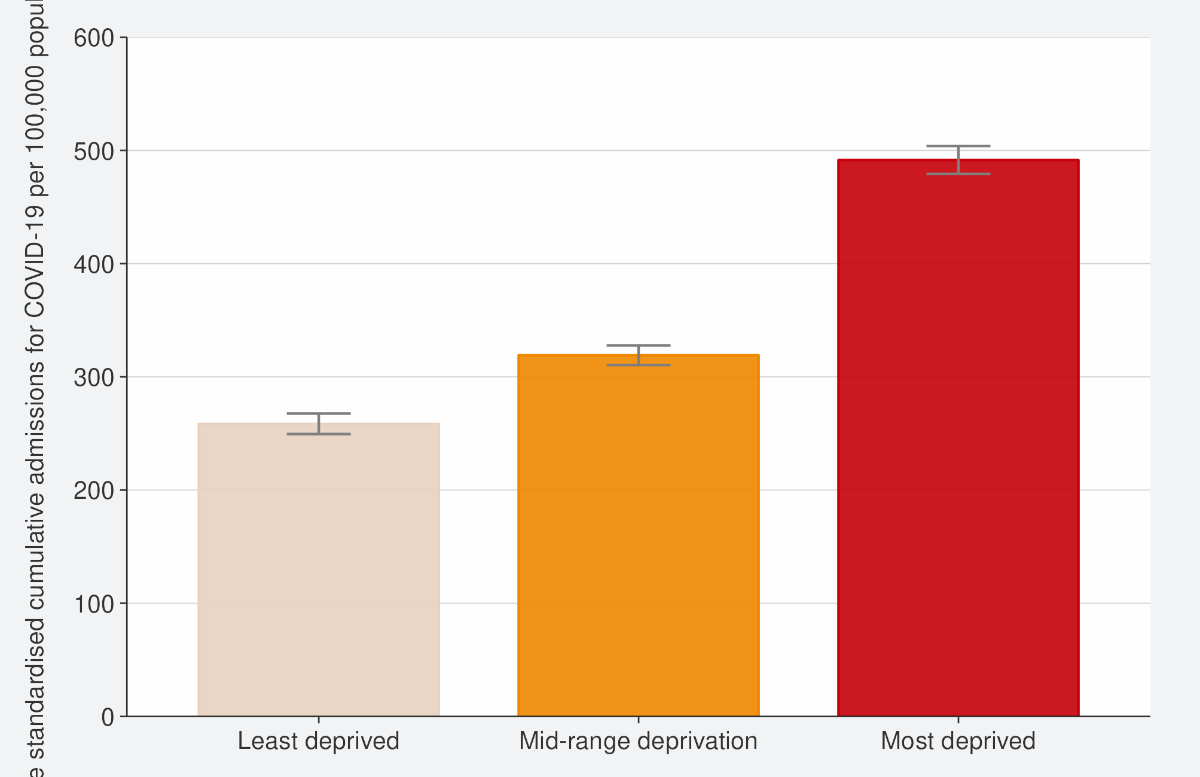 standardised cumulative admissions for COVID-19 per 100,000
600
500
400
300
200
100
0
Least deprived
Mid-range deprivation
Most deprived